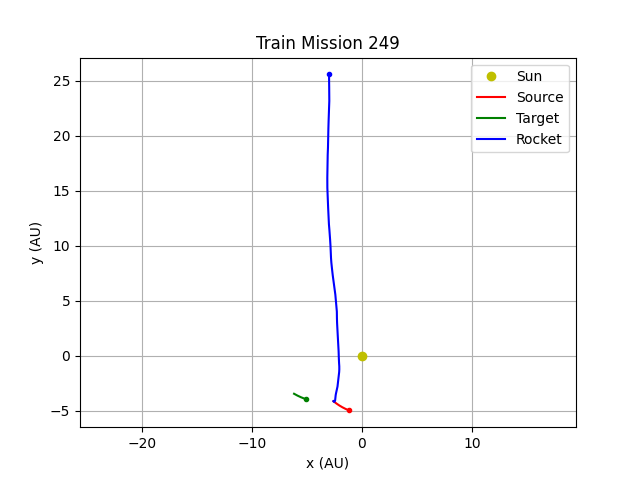 Train Mission 249
Sun
Source
Target
Rocket
25
20
15
10
5
0
−5
y (AU)
−20
−10
0
10
x (AU)